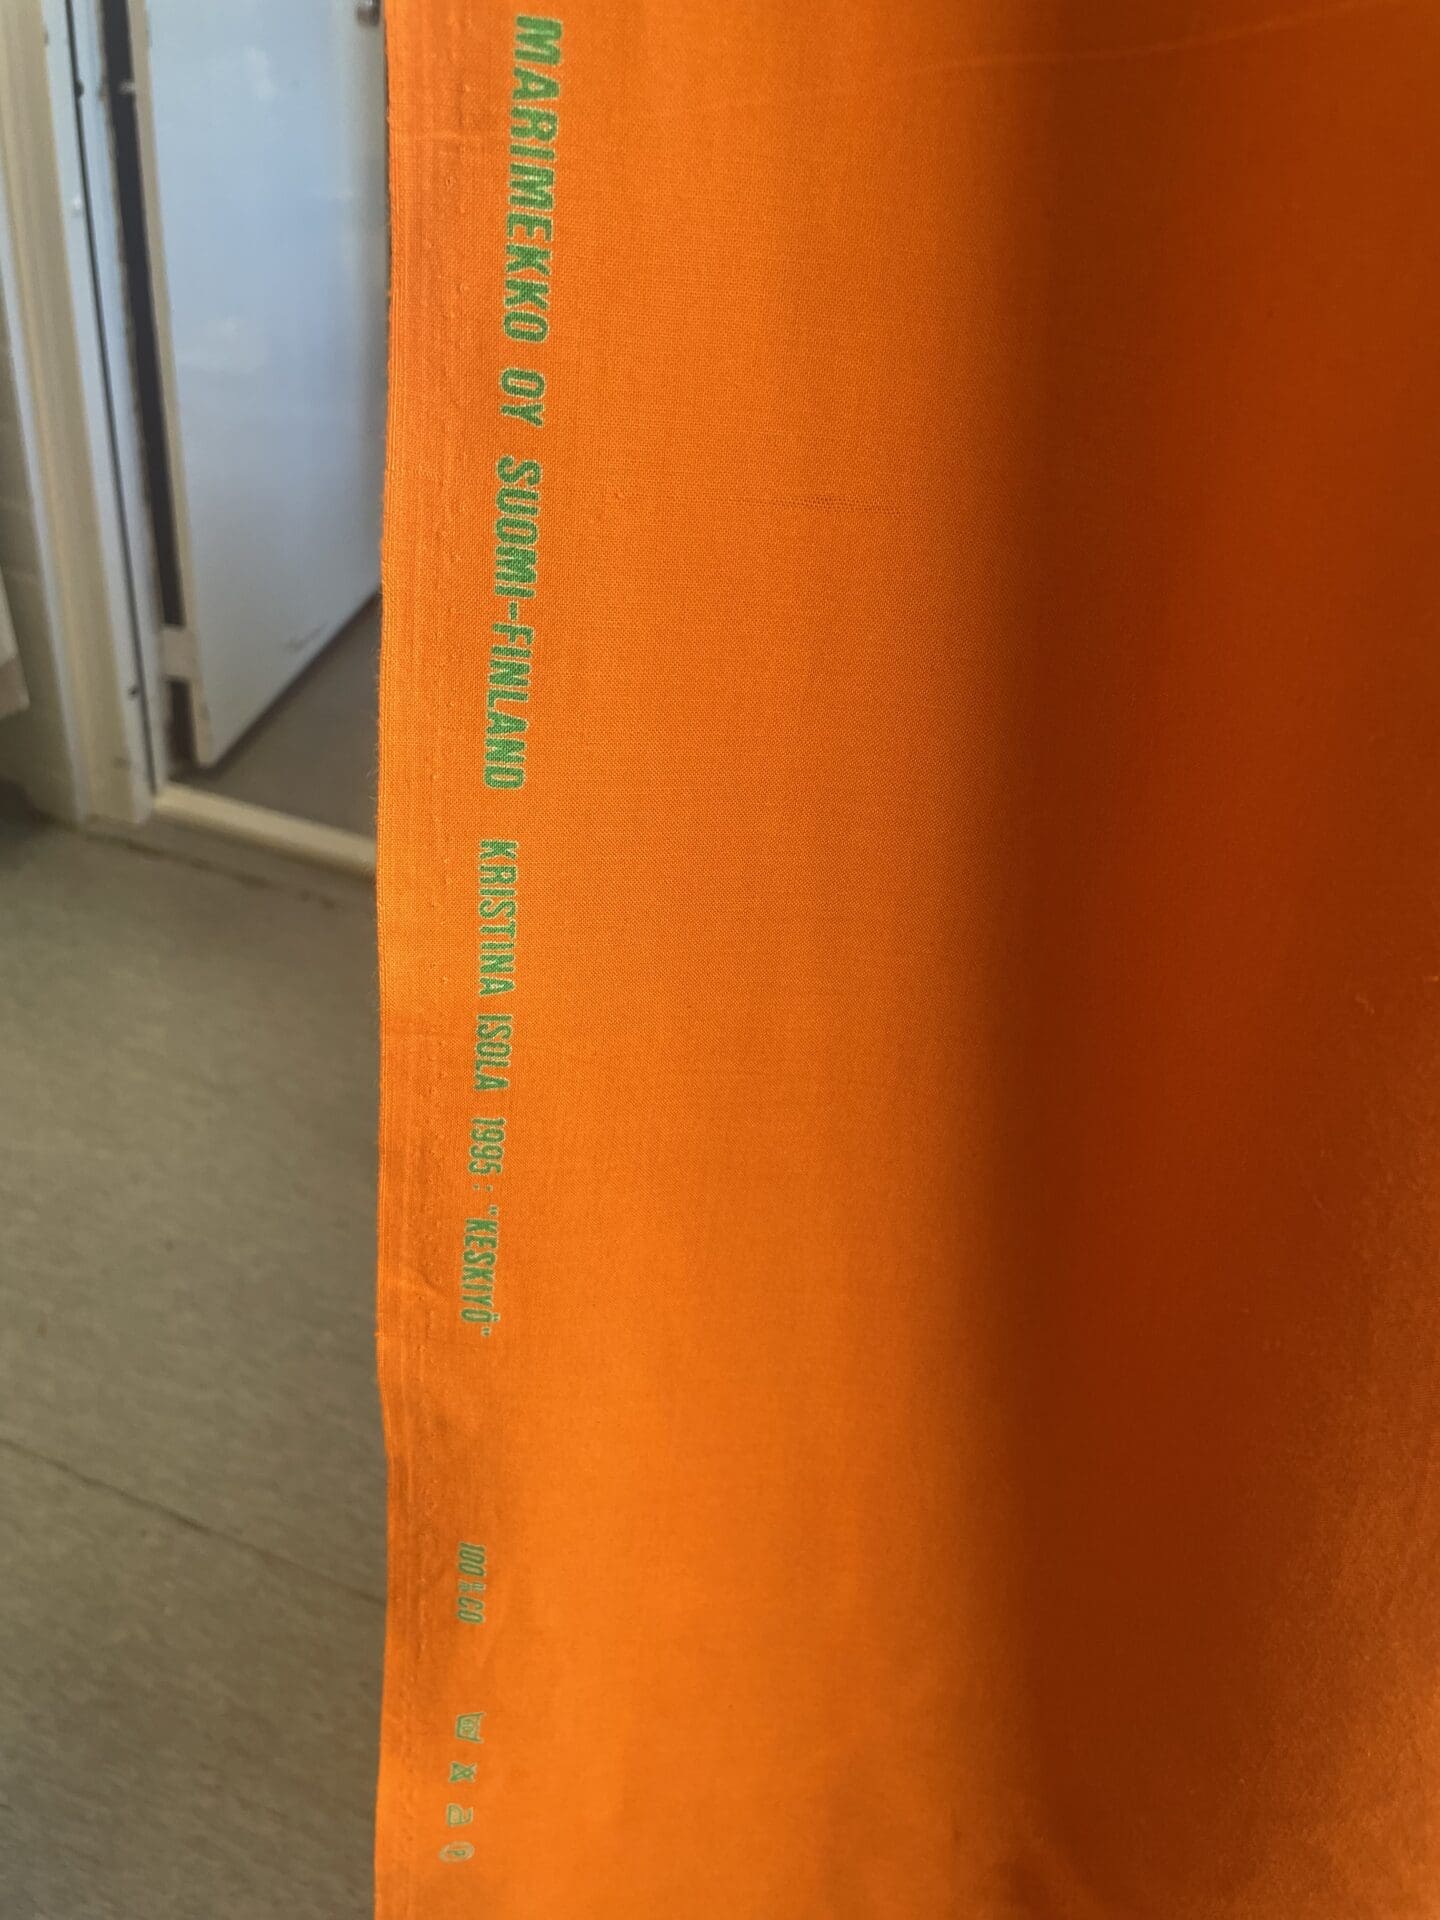 MARIMEKKO OY SUOMI-FINLAND KRISTINA ISOLA 1995: "KESKIYÖ" 100% CO